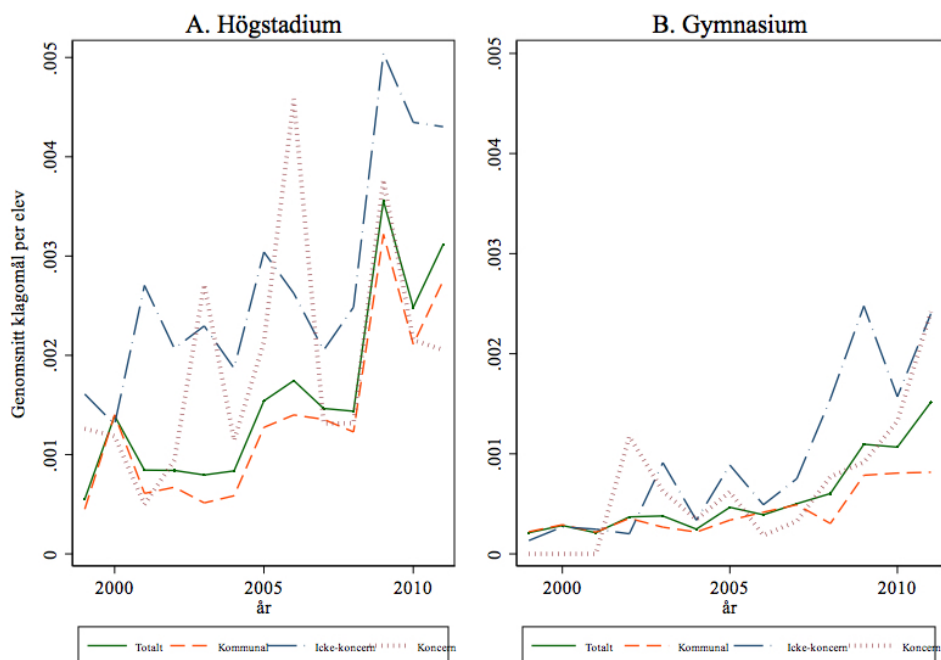 A. Högstadium
Genomsnitt klagomål per elev
.005
.004
.003
.002
.001
0
2000 2005 2010
år
Totalt Kommunal Icke-koncern Koncern
B. Gymnasium
.005
.004
.003
.002
.001
0
2000 2005 2010
år
Totalt Kommunal Icke-koncern Koncern